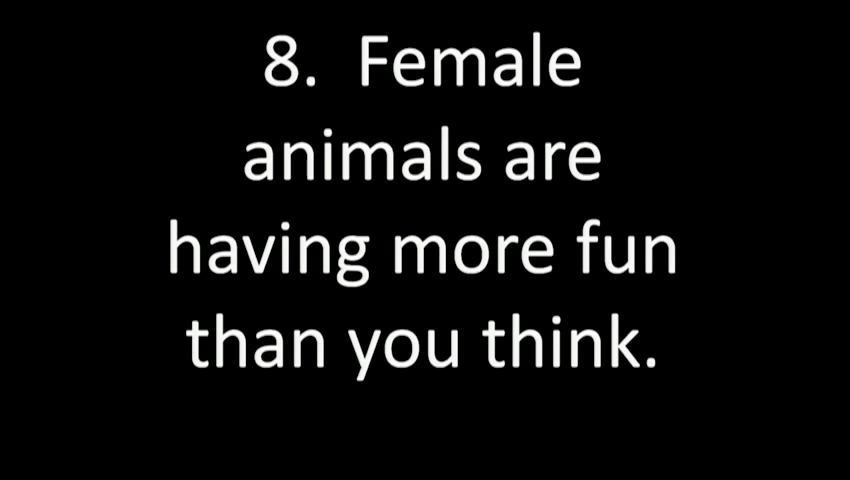 8.  Female
animals are
having more fun
than you think.